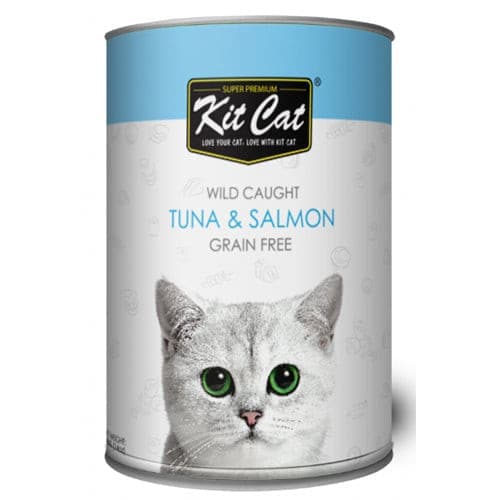 SUPER PREMIUM
Kit Cat®
LOVE YOUR CAT, LOVE WITH KIT CAT
WILD CAUGHT
TUNA & SALMON
GRAIN FREE